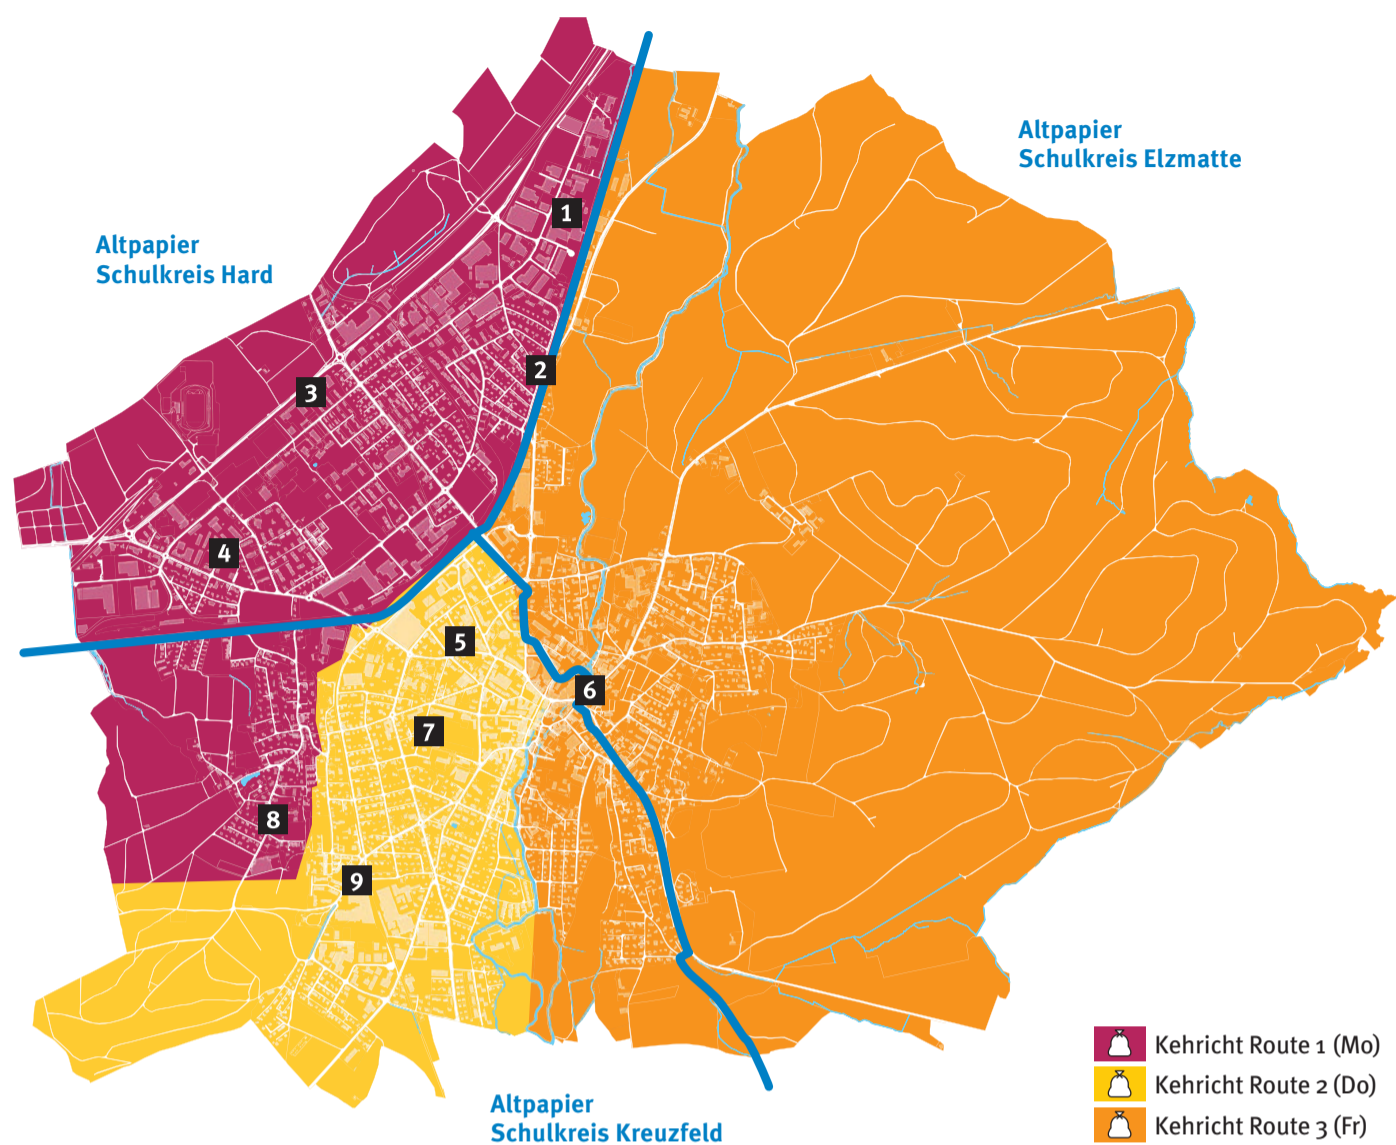 Altpapier
Schulkreis Elzmatte
Altpapier
Schulkreis Hard
1
2
3
4
5
6
7
8
9
Altpapier
Schulkreis Kreuzfeld
Kehricht Route 1 (Mo)
Kehricht Route 2 (Do)
Kehricht Route 3 (Fr)